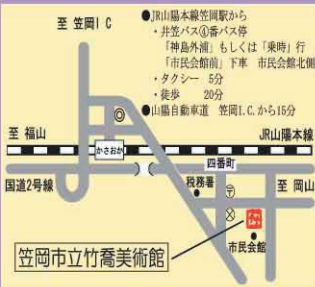 至 笠岡IC
●JR山陽本線笠岡駅から
・井笠バス④番バス停
「神島外浦」もしくは「乗時」行
「市民会館前」下車 市民会館北側
・タクシー 5分
・徒歩 20分
●山陽自動車道 笠岡I.C.から15分
至 福山
JR山陽本線
かさおか
四番町
国道2号線
税務署
至 岡山
市民会館
笠岡市立竹喬美術館